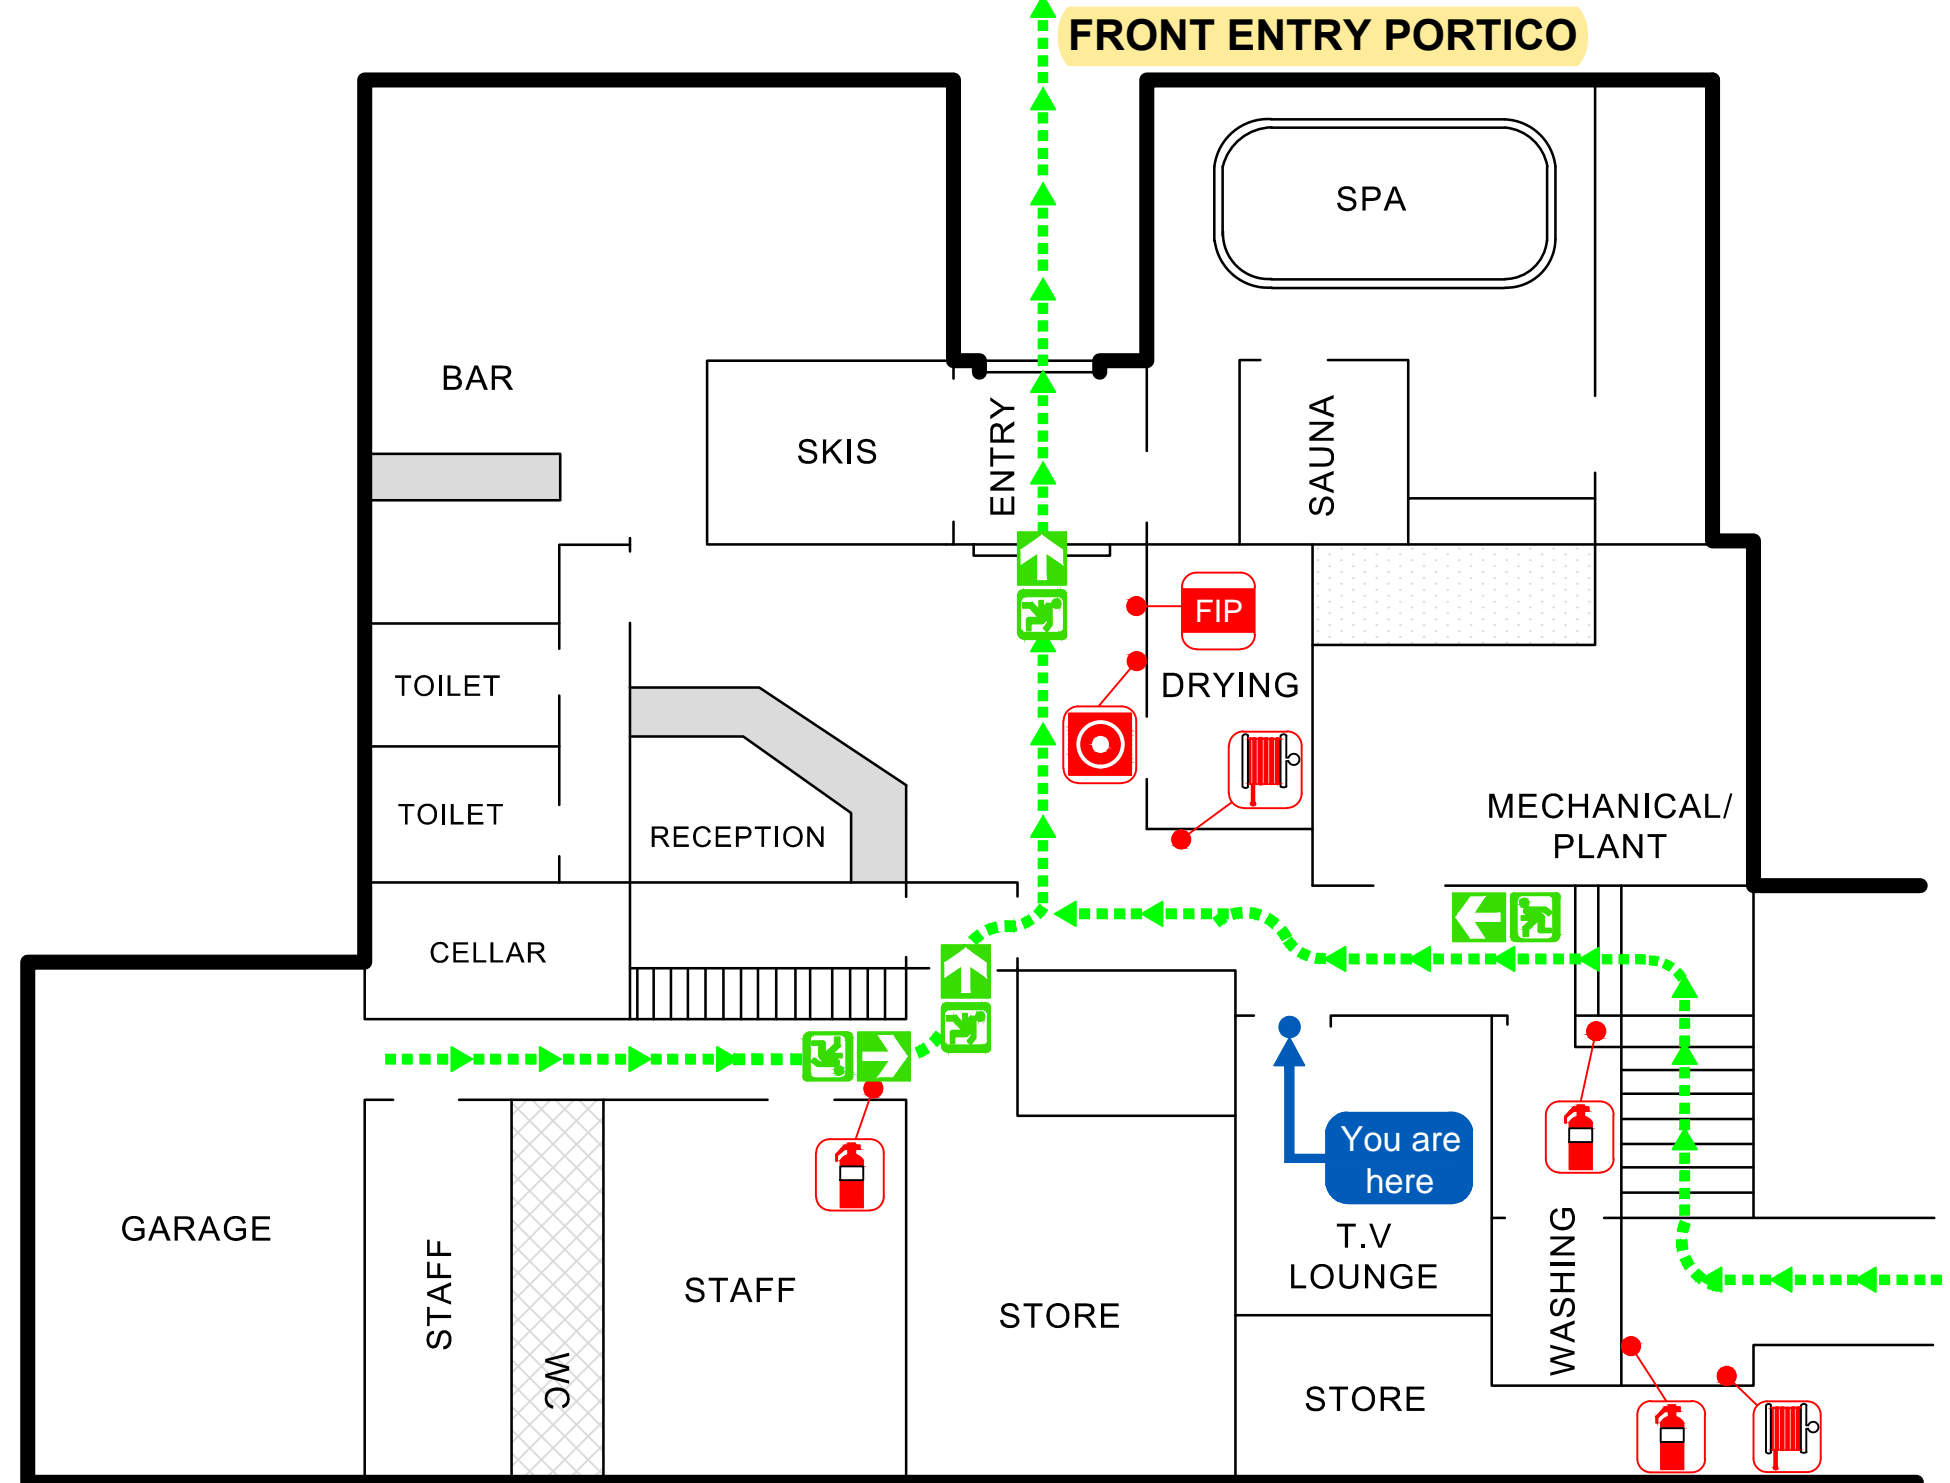 FRONT ENTRY PORTICO
SPA
BAR
SKIS
ENTRY
SAUNA
FIP
TOILET
DRYING
TOILET
RECEPTION
MECHANICAL/
PLANT
CELLAR
You are
here
GARAGE
STAFF
WC
STAFF
STORE
T.V
LOUNGE
WASHING
STORE